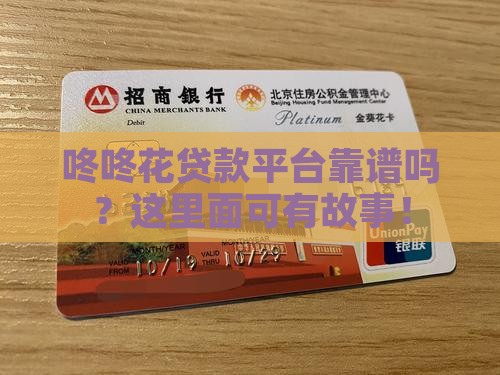 招商银行
CHINA MERCHANTS BANK
Debit
北京住房公积金管理中心
Beijing Housing Fund Management Center
Platinum 金葵花卡
咚咚花贷款平台靠谱吗
？这里面可有故事！
MONTH/YEAR
MONTH/YEAR
VALID FROM 10/19 VALID THRU 10/29
UnionPay
银联